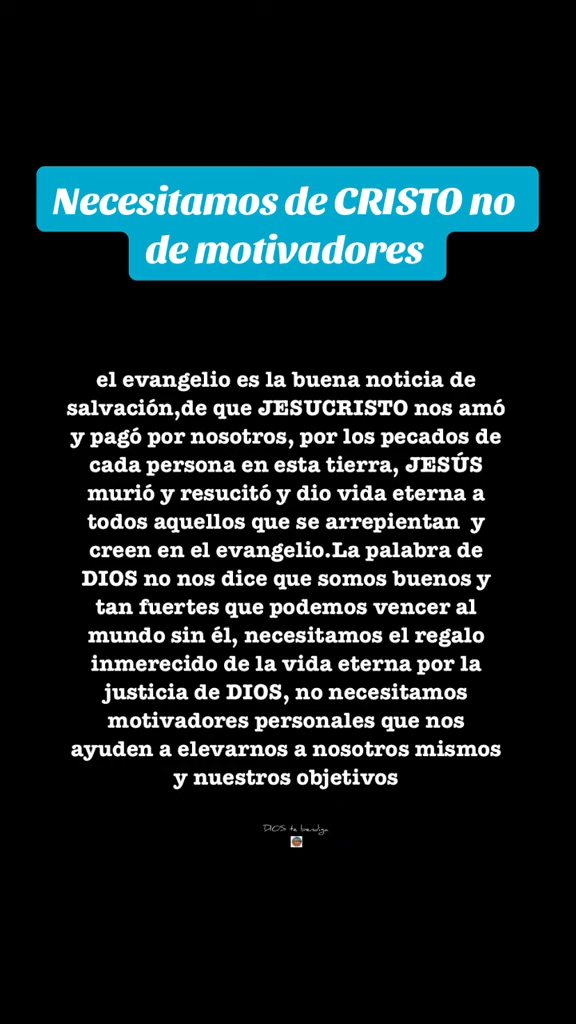 Necesitamos de CRISTO no
de motivadores
el evangelio es la buena noticia de
salvación,de que JESUCRISTO nos amó
y pagó por nosotros, por los pecados de
cada persona en esta tierra, JESÚS
murió y resucitó y dio vida eterna a
todos aquellos que se arrepientan y
creen en el evangelio.La palabra de
DIOS no nos dice que somos buenos y
tan fuertes que podemos vencer al
mundo sin él, necesitamos el regalo
inmerecido de la vida eterna por la
justicia de DIOS, no necesitamos
motivadores personales que nos
ayuden a elevarnos a nosotros mismos
y nuestros objetivos
DIOS te bendiga